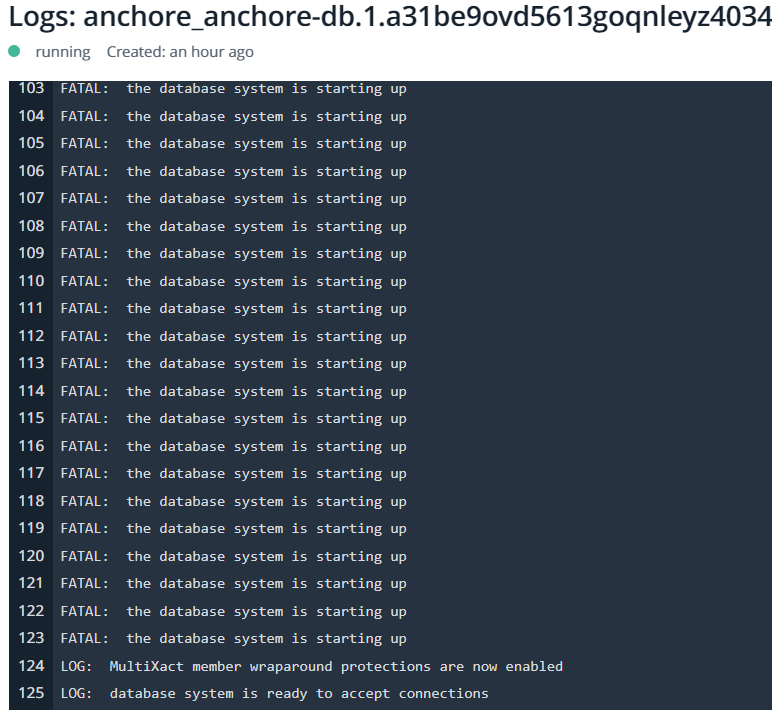 Logs: anchore_anchore-db.1.a31be9ovd5613goqnleyz4034
running Created: an hour ago
103 FATAL:  the database system is starting up
104 FATAL:  the database system is starting up
105 FATAL:  the database system is starting up
106 FATAL:  the database system is starting up
107 FATAL:  the database system is starting up
108 FATAL:  the database system is starting up
109 FATAL:  the database system is starting up
110 FATAL:  the database system is starting up
111 FATAL:  the database system is starting up
112 FATAL:  the database system is starting up
113 FATAL:  the database system is starting up
114 FATAL:  the database system is starting up
115 FATAL:  the database system is starting up
116 FATAL:  the database system is starting up
117 FATAL:  the database system is starting up
118 FATAL:  the database system is starting up
119 FATAL:  the database system is starting up
120 FATAL:  the database system is starting up
121 FATAL:  the database system is starting up
122 FATAL:  the database system is starting up
123 FATAL:  the database system is starting up
124 LOG:  MultiXact member wraparound protections are now enabled
125 LOG:  database system is ready to accept connections